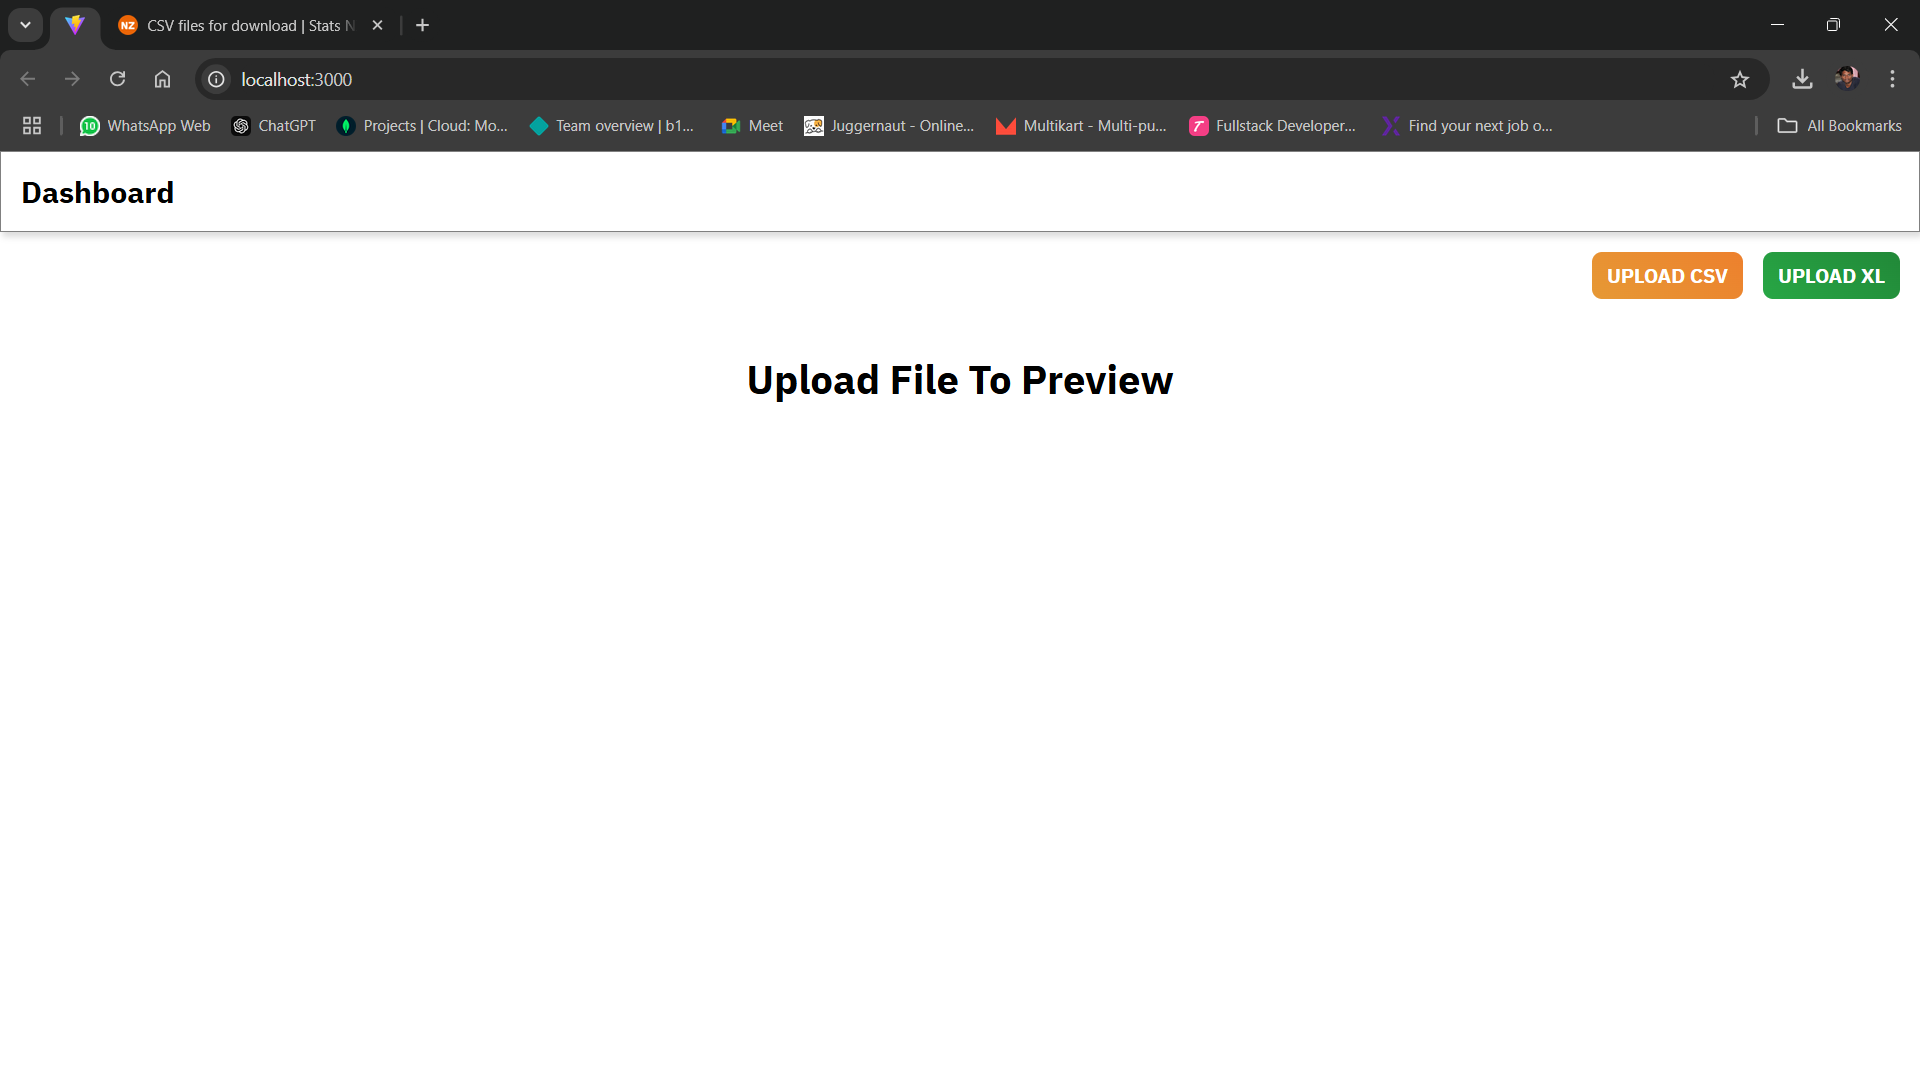 NZ CSV files for download | Stats N
localhost:3000
10 WhatsApp Web ChatGPT Projects | Cloud: Mo... Team overview | b1... Meet Juggernaut - Online... Multikart - Multi-pu... Fullstack Developer... Find your next job o... All Bookmarks
Dashboard
UPLOAD CSV UPLOAD XL
Upload File To Preview